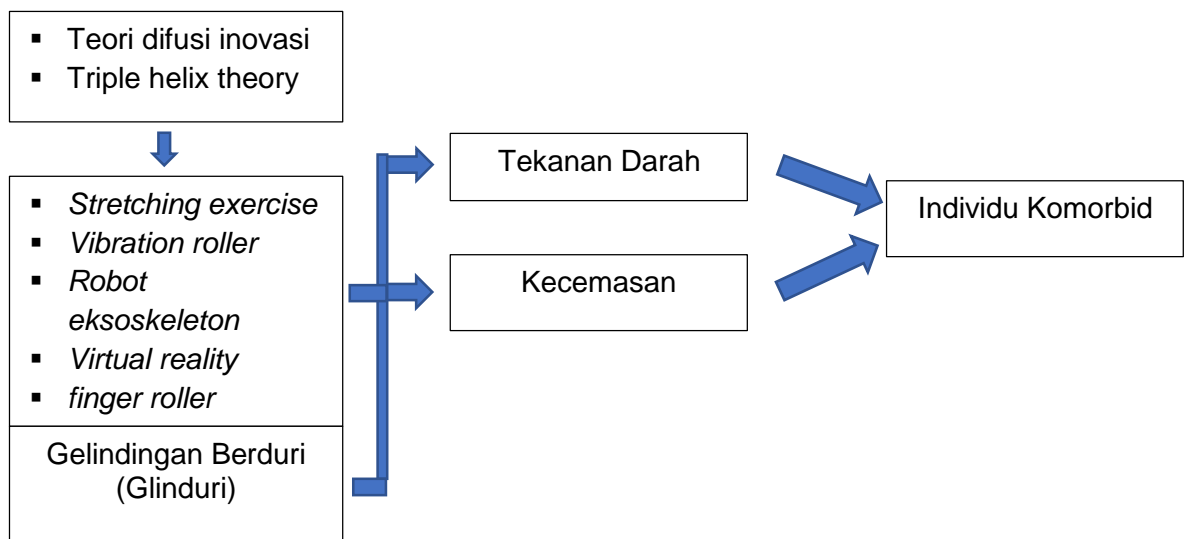 ▪ Teori difusi inovasi
▪ Triple helix theory
▪ Stretching exercise
▪ Vibration roller
▪ Robot
eksoskeleton
▪ Virtual reality
▪ finger roller
Gelindingan Berduri
(Glinduri)
Tekanan Darah
Kecemasan
Individu Komorbid